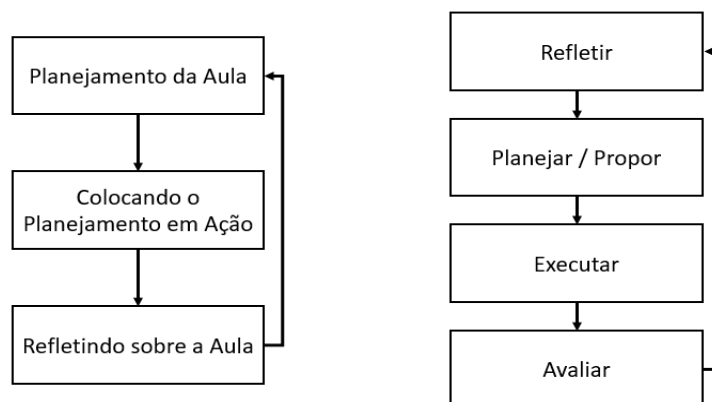 Planejamento da Aula
Colocando o
Planejamento em Ação
Refletindo sobre a Aula
Refletir
Planejar / Propor
Executar
Avaliar